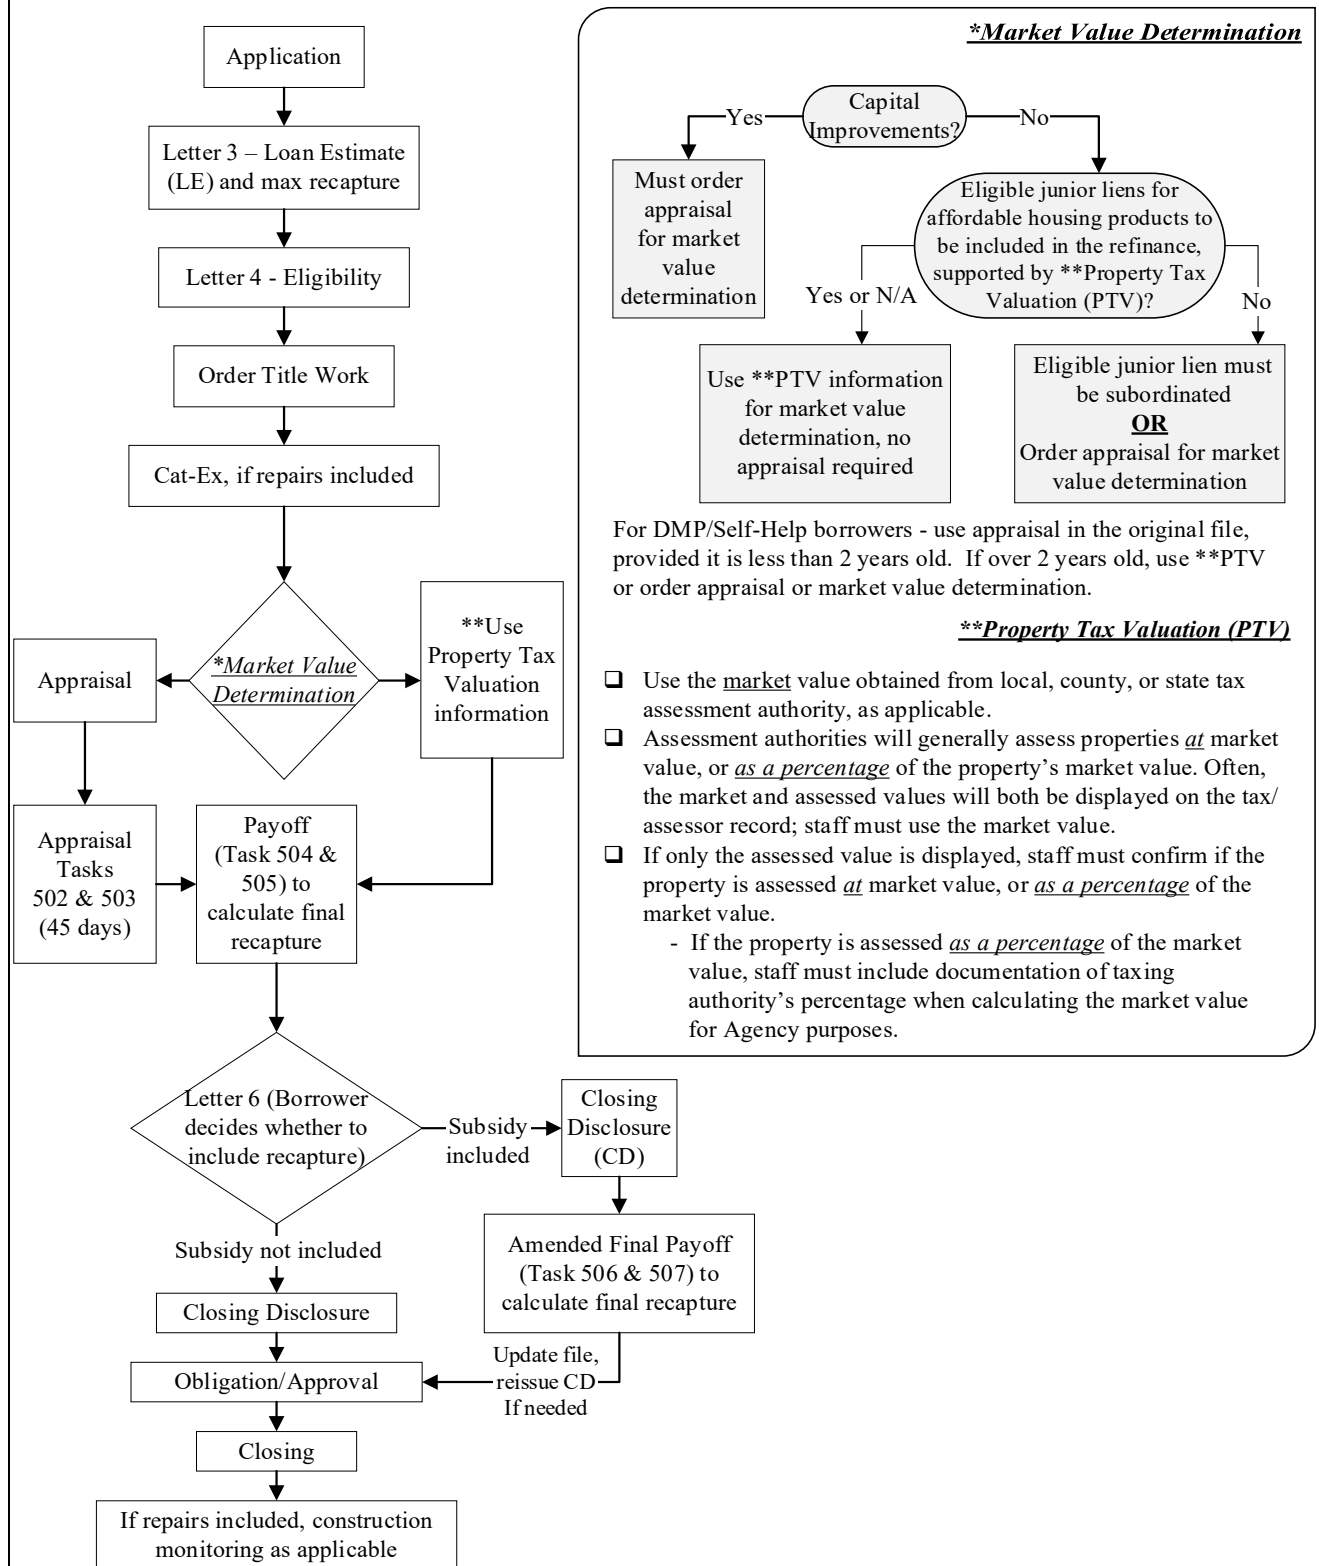 Application
Letter 3 – Loan Estimate
(LE) and max recapture
Letter 4 - Eligibility
Order Title Work
Cat-Ex, if repairs included
*Market Value
Determination
Appraisal
**Use
Property Tax
Valuation
information
Appraisal
Tasks
502 & 503
(45 days)
Payoff
(Task 504 &
505) to
calculate final
recapture
Letter 6 (Borrower
decides whether to
include recapture)
Subsidy
included
Closing
Disclosure
(CD)
Amended Final Payoff
(Task 506 & 507) to
calculate final recapture
Update file,
reissue CD
If needed
Subsidy not included
Closing Disclosure
Obligation/Approval
Closing
If repairs included, construction
monitoring as applicable
*Market Value Determination
Capital
Improvements?
Yes
No
Must order
appraisal
for market
value
determination
Eligible junior liens for
affordable housing products to
be included in the refinance,
supported by **Property Tax
Valuation (PTV)?
Yes or N/A
No
Use **PTV information
for market value
determination, no
appraisal required
Eligible junior lien must
be subordinated
OR
Order appraisal for market
value determination
For DMP/Self-Help borrowers - use appraisal in the original file,
provided it is less than 2 years old.  If over 2 years old, use **PTV
or order appraisal or market value determination.
**Property Tax Valuation (PTV)
❑ Use the market value obtained from local, county, or state tax
assessment authority, as applicable.
❑ Assessment authorities will generally assess properties at market
value, or as a percentage of the property’s market value. Often,
the market and assessed values will both be displayed on the tax/
assessor record; staff must use the market value.
❑ If only the assessed value is displayed, staff must confirm if the
property is assessed at market value, or as a percentage of the
market value.
- If the property is assessed as a percentage of the market
value, staff must include documentation of taxing
authority’s percentage when calculating the market value
for Agency purposes.